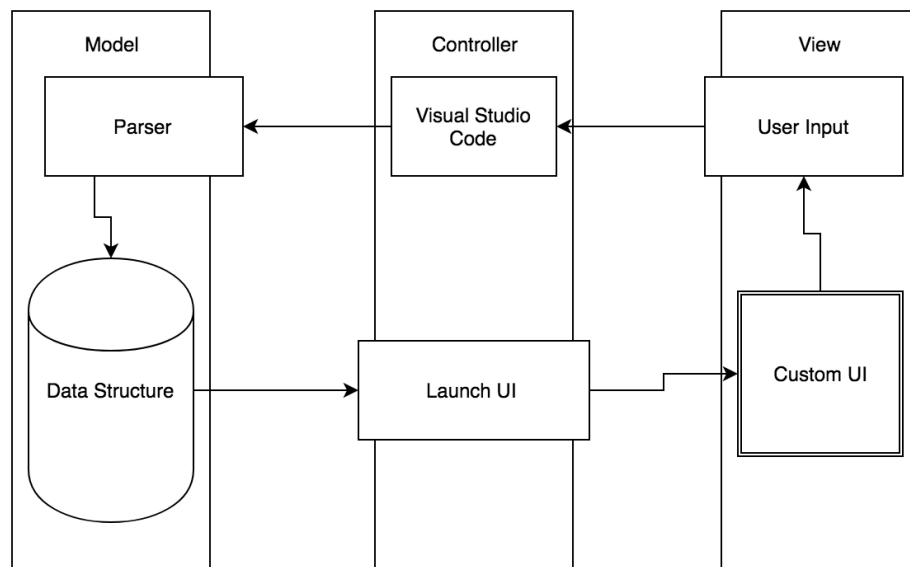 Model
Controller
View
Parser
Visual Studio
Code
User Input
Data Structure
Launch UI
Custom UI